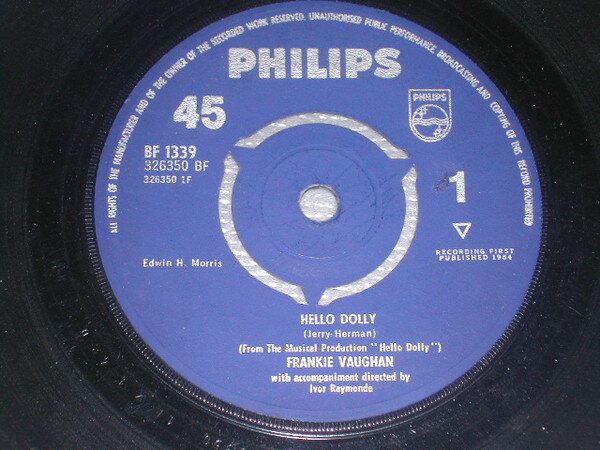 ALL RIGHTS OF THE MANUFACTURER AND OF THE OWNER OF THE RECORDED WORK RESERVED. UNAUTHORISED PUBLIC PERFORMANCE BROADCASTING AND COPYING OF THIS RECORD PROHIBITED
PHILIPS
45
PHILIPS
BF 1339
326350 BF
326350 1F
1
RECORDING FIRST
PUBLISHED 1964
Edwin H. Morris
HELLO DOLLY
(Jerry-Herman)
(From The Musical Production "Hello Dolly")
FRANKIE VAUGHAN
with accompaniment directed by
Ivor Raymonde